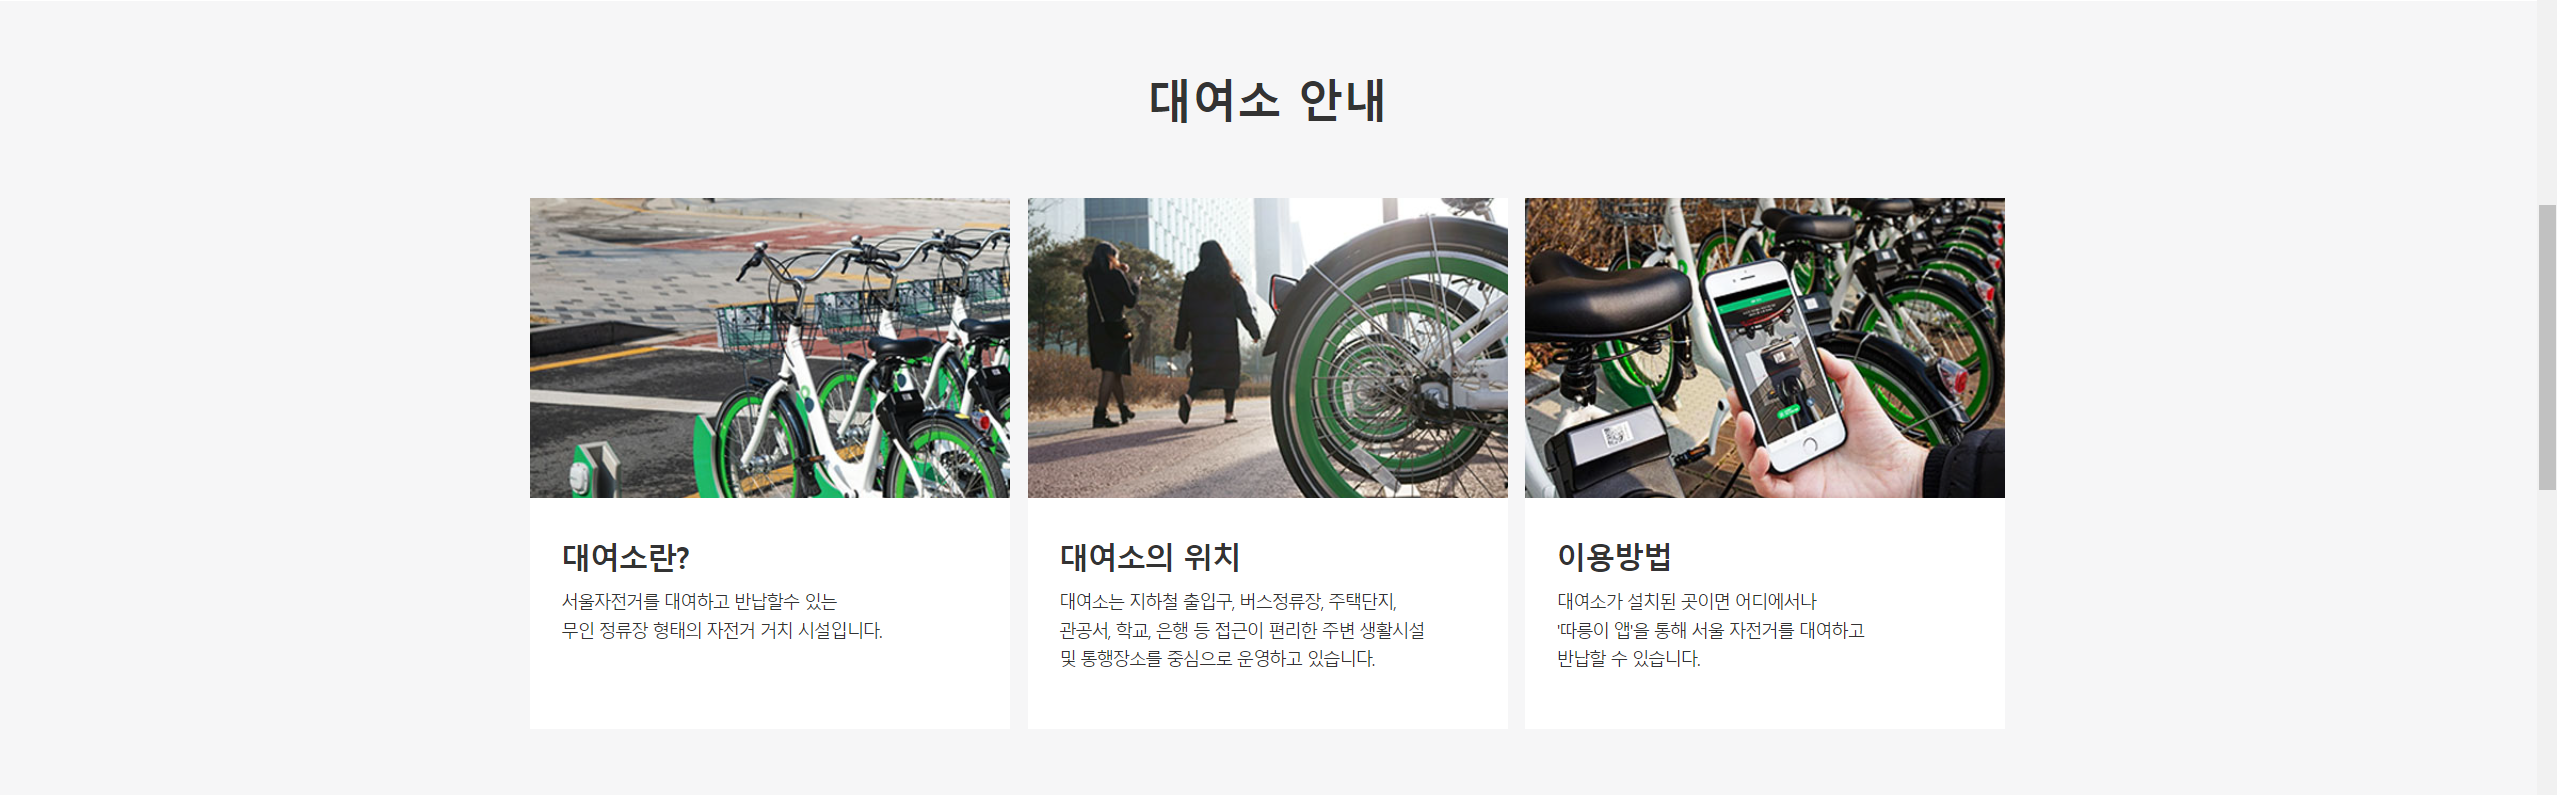 대여소 안내
대여소란?
서울자전거를 대여하고 반납할수 있는
무인 정류장 형태의 자전거 거치 시설입니다.
대여소의 위치
대여소는 지하철 출입구, 버스정류장, 주택단지,
관공서, 학교, 은행 등 접근이 편리한 주변 생활시설
및 통행장소를 중심으로 운영하고 있습니다.
이용방법
대여소가 설치된 곳이면 어디에서나
'따릉이 앱'을 통해 서울 자전거를 대여하고
반납할 수 있습니다.